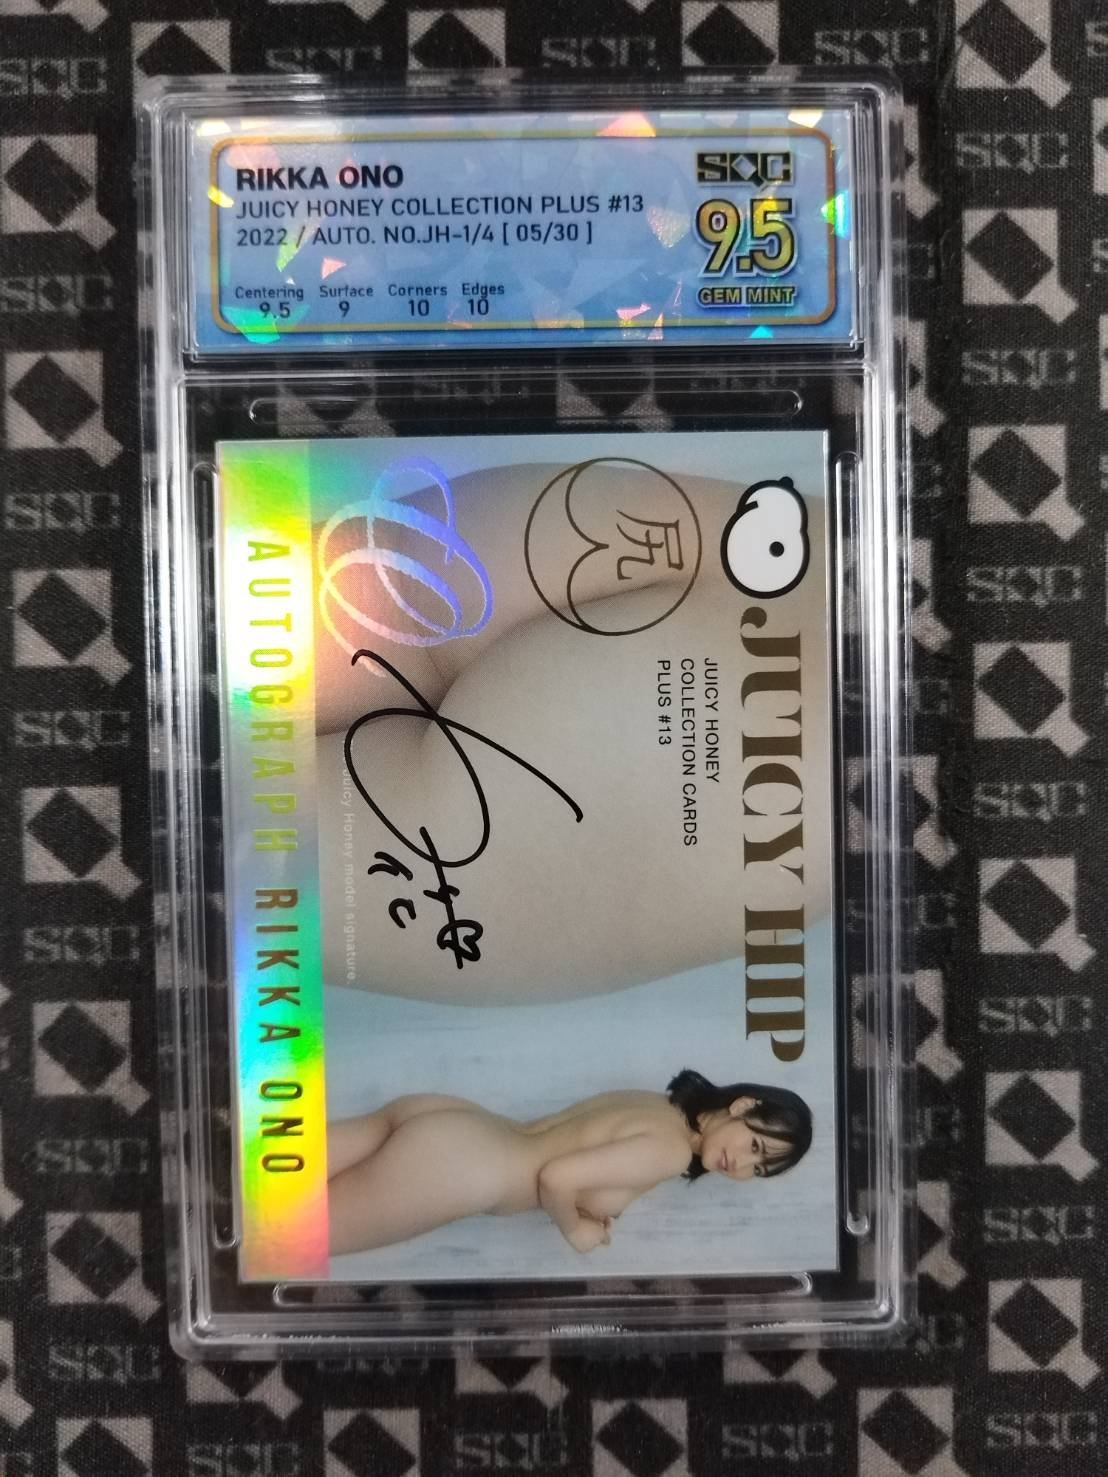 RIKKA ONO
JUICY HONEY COLLECTION PLUS #13
2022 / AUTO. NO.JH-1/4 [ 05/30 ]
Centering Surface Corners Edges
9.5 9 10 10
SQC
9.5
GEM MINT
JUICY HIP
JUICY HONEY
COLLECTION CARDS
PLUS #13
尻
Juicy Honey model signature.
AUTOGRAPH RIKKA ONO